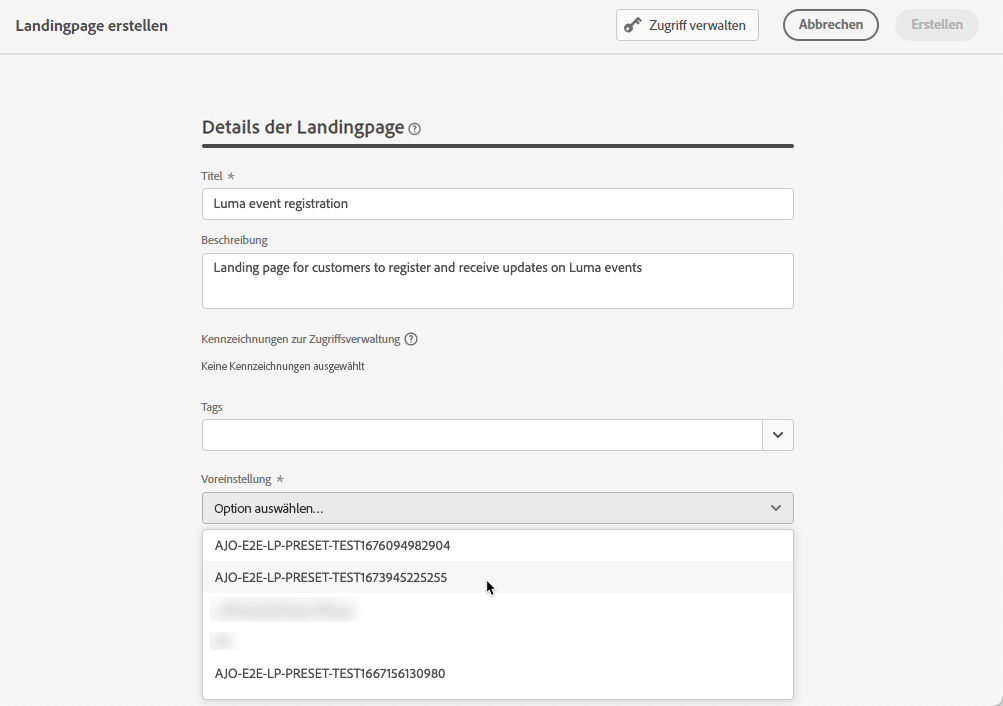 Landingpage erstellen
Zugriff verwalten
Abbrechen
Erstellen
Details der Landingpage
Titel *
Luma event registration
Beschreibung
Landing page for customers to register and receive updates on Luma events
Kennzeichnungen zur Zugriffsverwaltung
Keine Kennzeichnungen ausgewählt
Tags
Voreinstellung *
Option auswählen...
AJO-E2E-LP-PRESET-TEST1676094982904
AJO-E2E-LP-PRESET-TEST1673945225255
AJO-E2E-LP-PRESET-TEST1667156130980